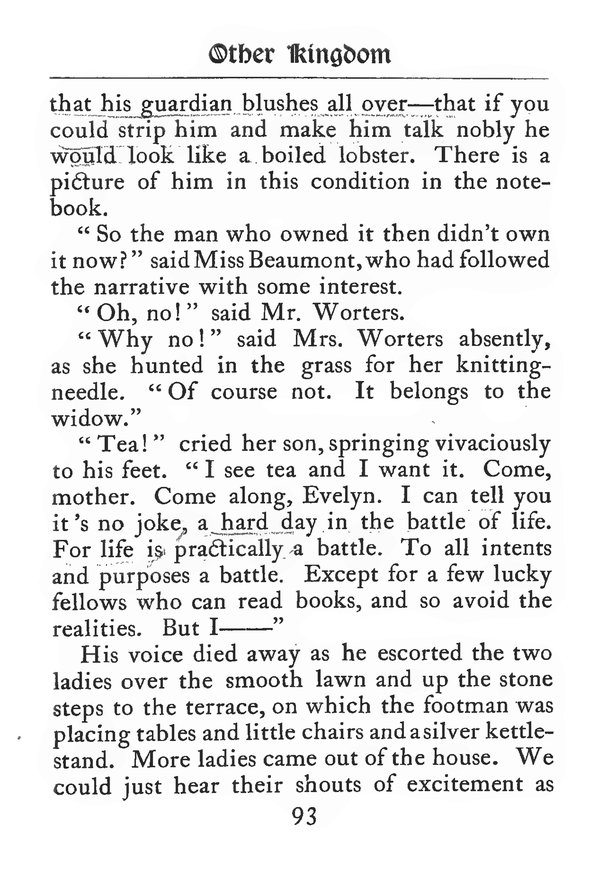 Other Kingdom
that his guardian blushes all over—that if you
could strip him and make him talk nobly he
would look like a boiled lobster. There is a
picture of him in this condition in the note-
book.
“ So the man who owned it then didn’t own
it now?” said Miss Beaumont, who had followed
the narrative with some interest.
“ Oh, no!” said Mr. Worters.
“ Why no!” said Mrs. Worters absently,
as she hunted in the grass for her knitting-
needle. “ Of course not. It belongs to the
widow.”
“ Tea!” cried her son, springing vivaciously
to his feet. “ I see tea and I want it. Come,
mother. Come along, Evelyn. I can tell you
it ’s no joke, a hard day in the battle of life.
For life is practically a battle. To all intents
and purposes a battle. Except for a few lucky
fellows who can read books, and so avoid the
realities. But I——”
His voice died away as he escorted the two
ladies over the smooth lawn and up the stone
steps to the terrace, on which the footman was
placing tables and little chairs and a silver kettle-
stand. More ladies came out of the house. We
could just hear their shouts of excitement as
93